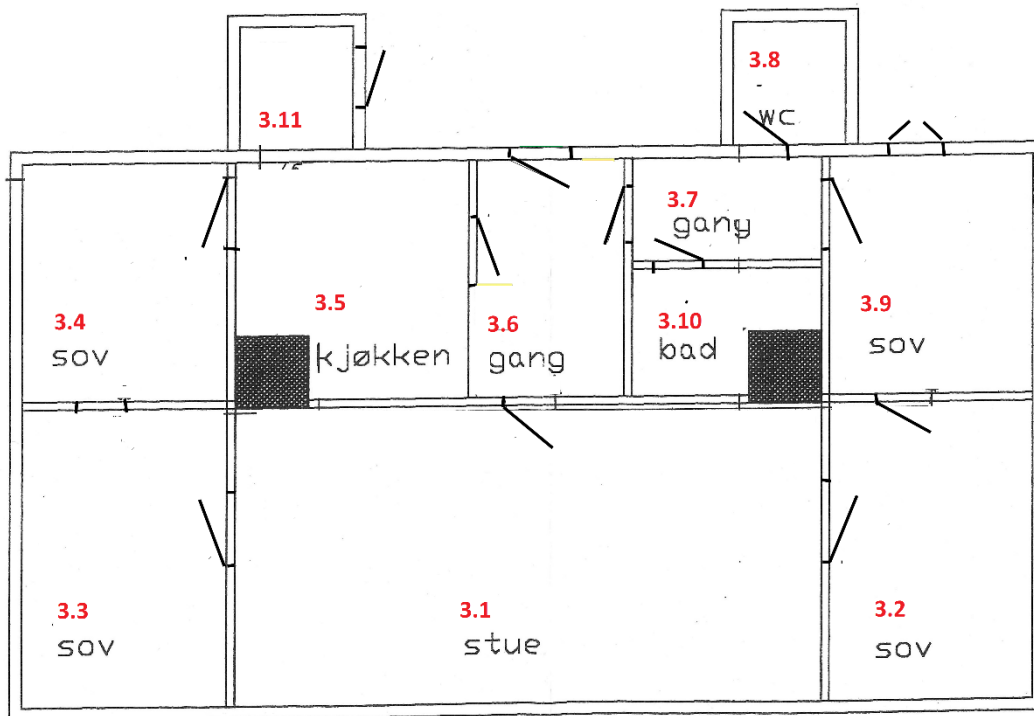 3.8
WC
3.11
3.7
gang
3.4
sov
3.5
kjøkken
3.6
gang
3.10
bad
3.9
sov
3.3
sov
3.1
stue
3.2
sov